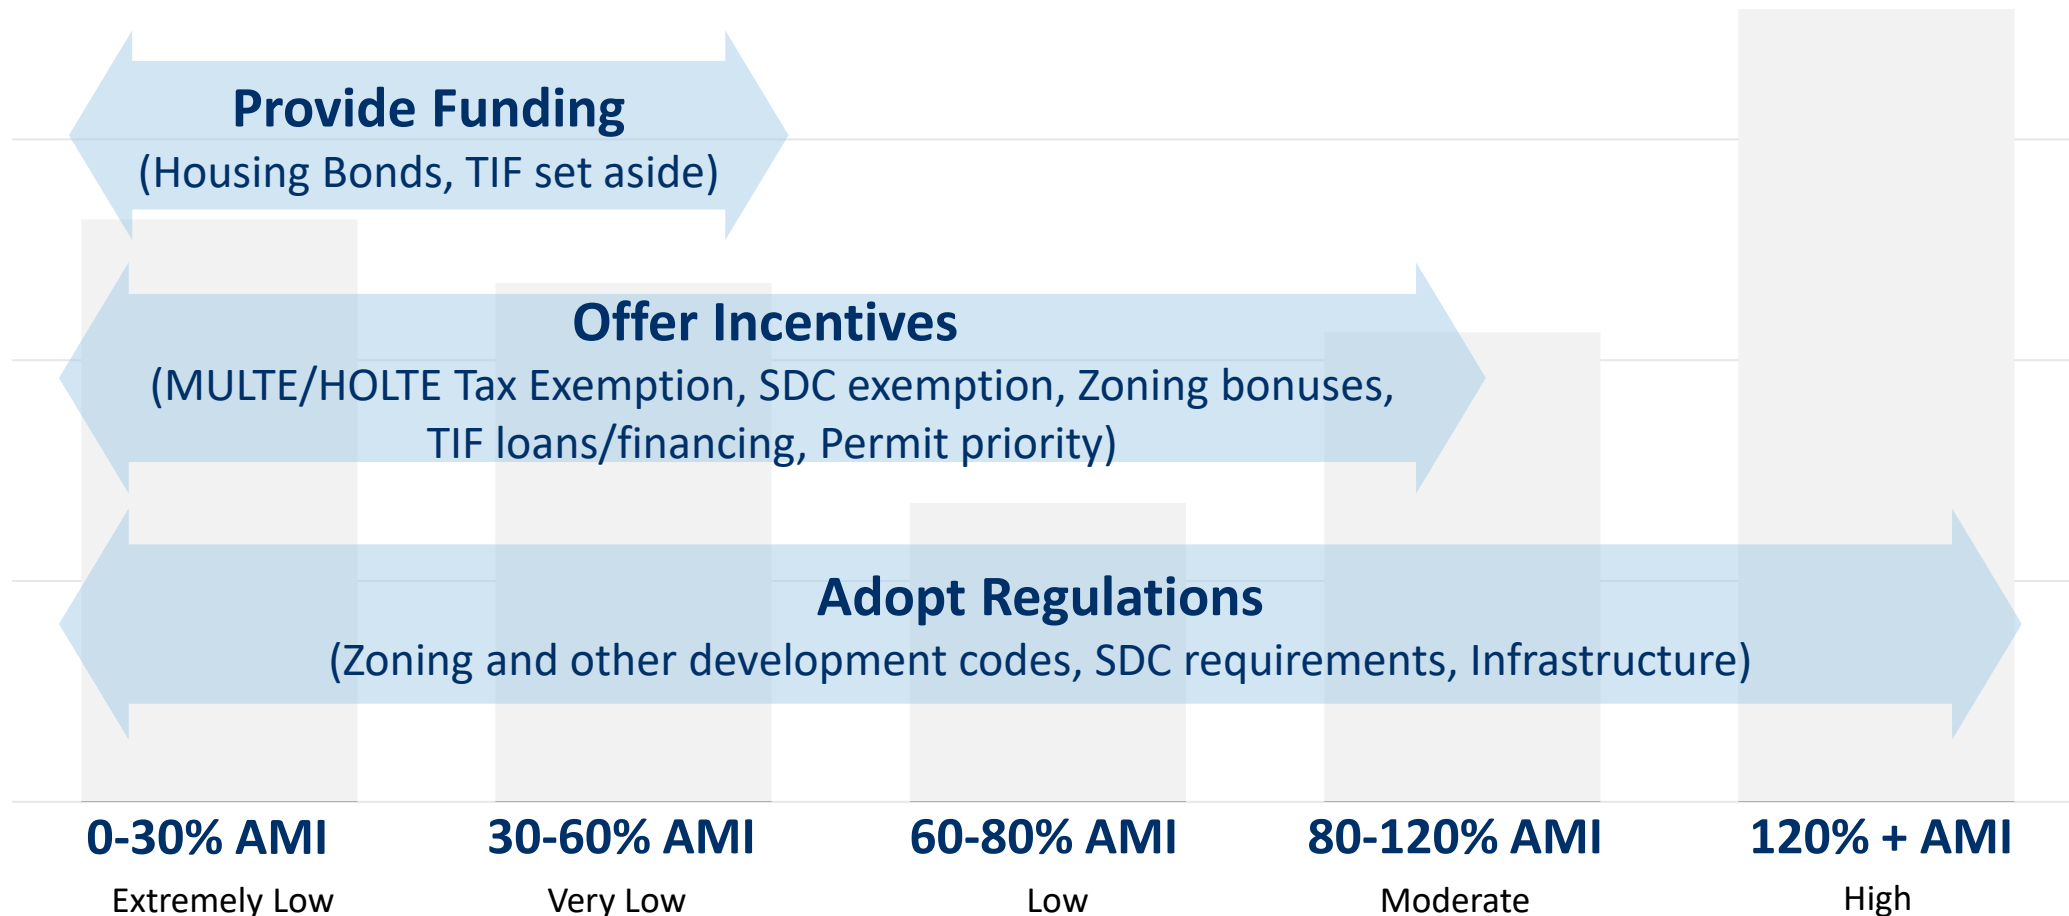 Provide Funding
(Housing Bonds, TIF set aside)
Offer Incentives
(MULTE/HOLTE Tax Exemption, SDC exemption, Zoning bonuses,
TIF loans/financing, Permit priority)
Adopt Regulations
(Zoning and other development codes, SDC requirements, Infrastructure)
0-30% AMI
30-60% AMI
60-80% AMI
80-120% AMI
120% + AMI
Extremely Low
Very Low
Low
Moderate
High